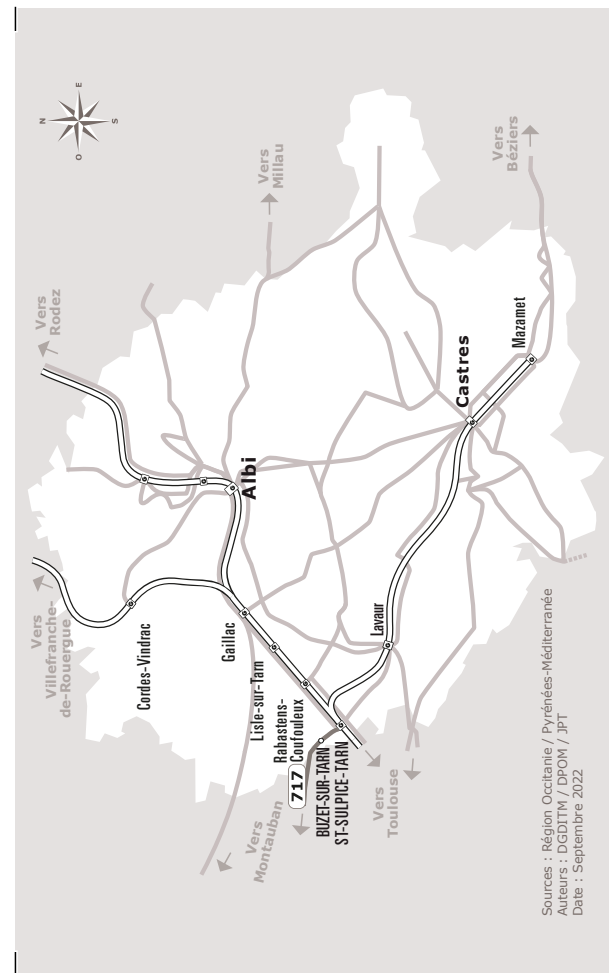 N
E
S
O
Vers
Rodez
Vers
Millau
Vers
Béziers
Vers
Villefranche-
de-Rouergue
Albi
Castres
Mazamet
Cordes-Vindrac
Gaillac
Lisle-sur-Tarn
Rabastens-
Coufouleux
Lavaur
717
BUZET-SUR-TARN
ST-SULPICE-TARN
Vers
Montauban
Vers
Toulouse
Sources : Région Occitanie / Pyrénées-Méditerranée
Auteurs : DGDITM / DPOM / JPT
Date : Septembre 2022